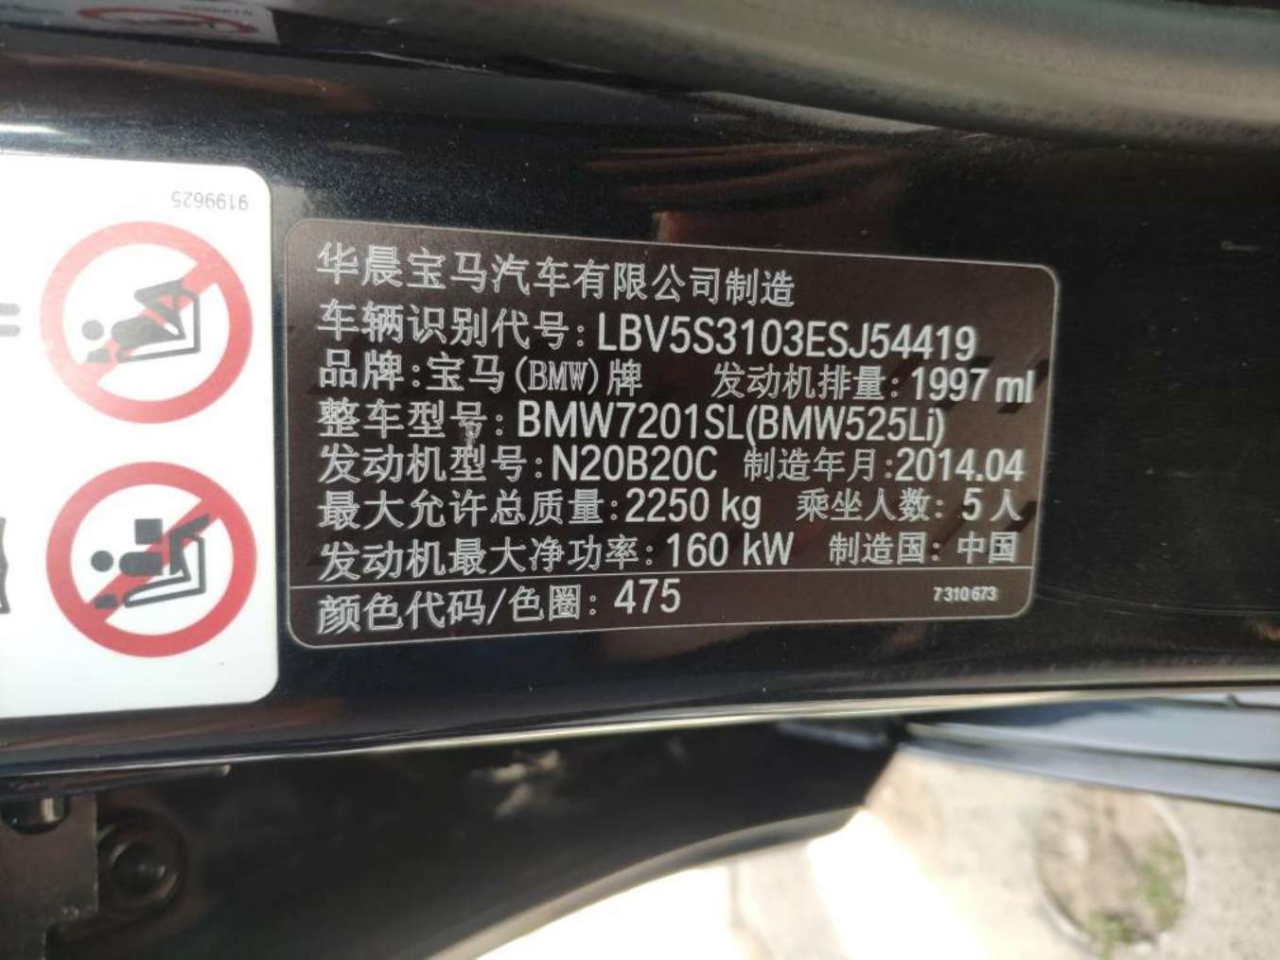 9199625
华晨宝马汽车有限公司制造
车辆识别代号: LBV5S3103ESJ54419
品牌:宝马(BMW)牌 发动机排量: 1997 ml
整车型号: BMW7201SL(BMW525Li)
发动机型号:N20B20C 制造年月:2014.04
最大允许总质量:2250 kg 乘坐人数: 5人
发动机最大净功率: 160 kW 制造国: 中国
颜色代码/色圈: 475 7 310 673